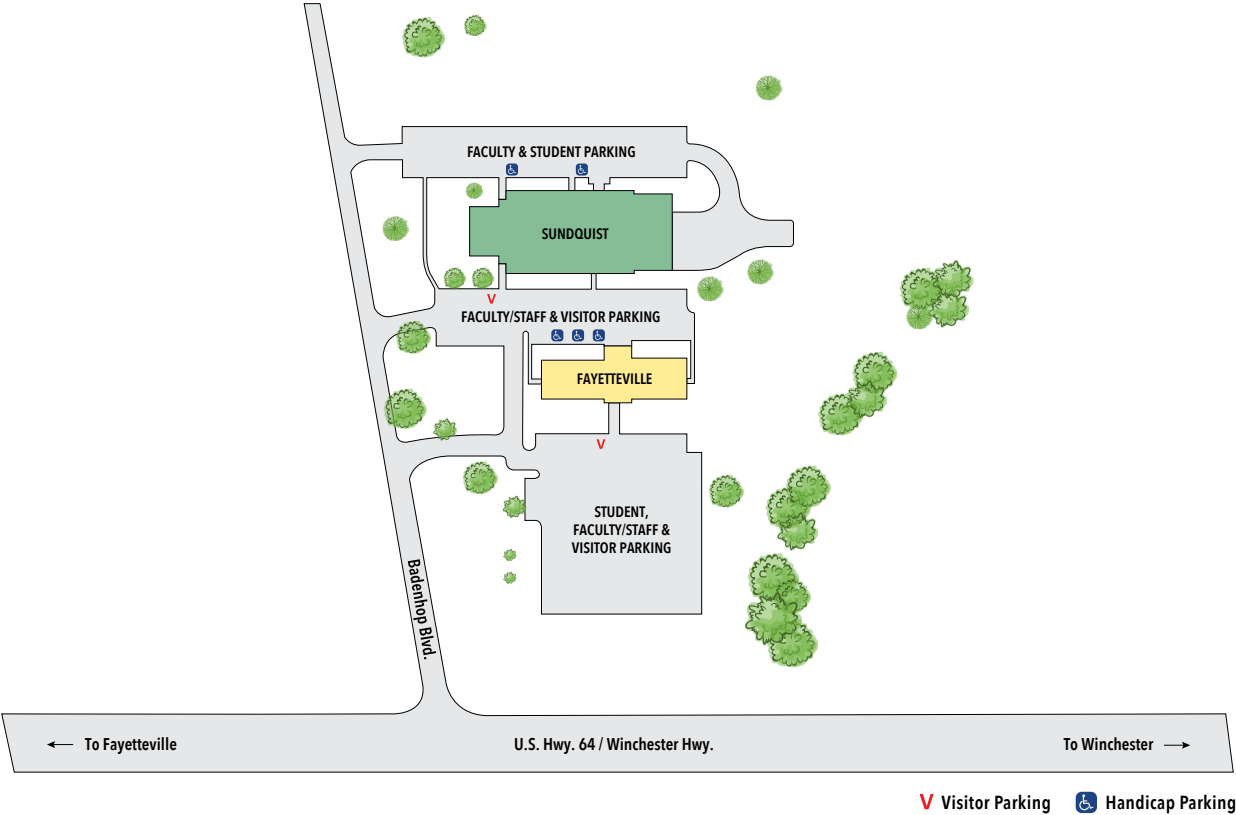 FACULTY & STUDENT PARKING
SUNDQUIST
V
FACULTY/STAFF & VISITOR PARKING
FAYETTEVILLE
V
STUDENT,
FACULTY/STAFF &
VISITOR PARKING
Badenhop Blvd.
To Fayetteville
U.S. Hwy. 64 / Winchester Hwy.
To Winchester
V Visitor Parking
Handicap Parking